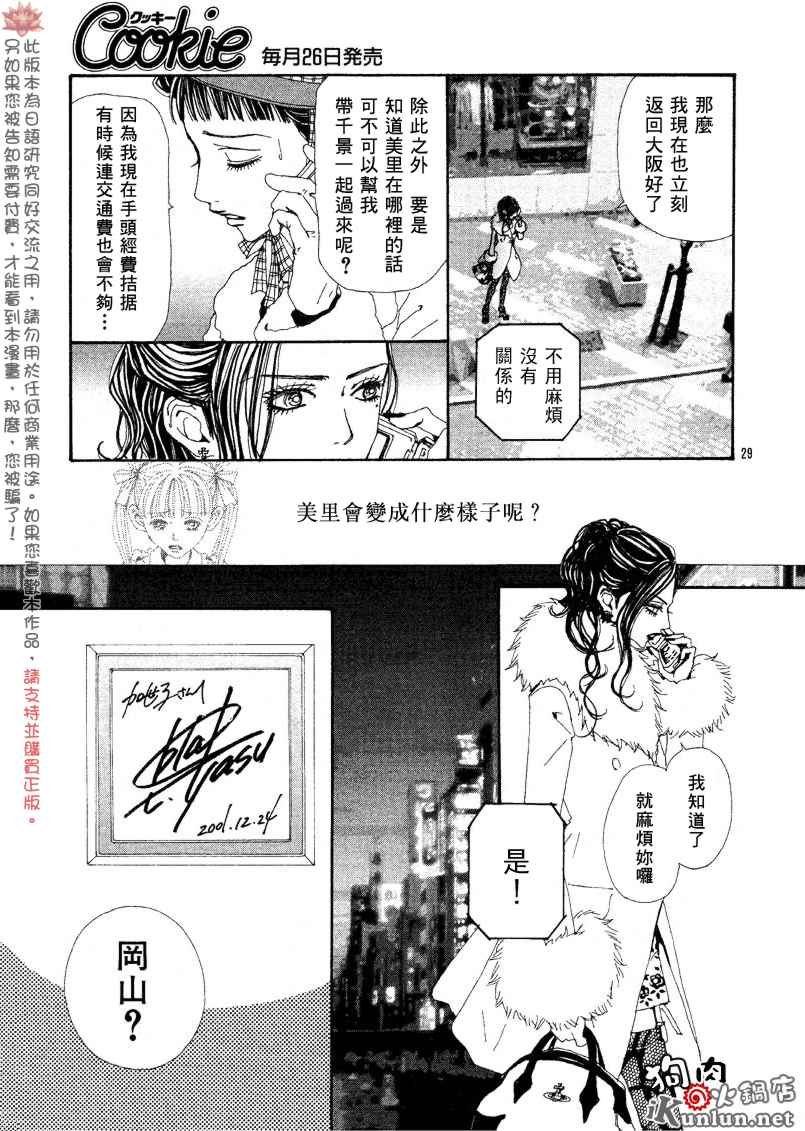 クッキー
Cookie
毎月26日発売
那麼
我現在也立刻
返回大阪好了
不用麻煩
沒有
關係的
除此之外 要是
知道美里在哪裡的話
可不可以幫我
帶千景一起過來呢？
因為我現在手頭經費拮据
有時候連交通費也會不夠…
29
美里會變成什麼樣子呢？
我知道了
就麻煩妳囉
是！
加世子さん
2001.12.24
岡山？
此版本為日語研究同好交流之用，請勿用於任何商業用途。如果您喜歡本作品，請支持並購買正版。
另如果您被告知需要付費，才能看到本漫畫，那麼，您被騙了！
狗肉
火鍋店
iKunlun.net